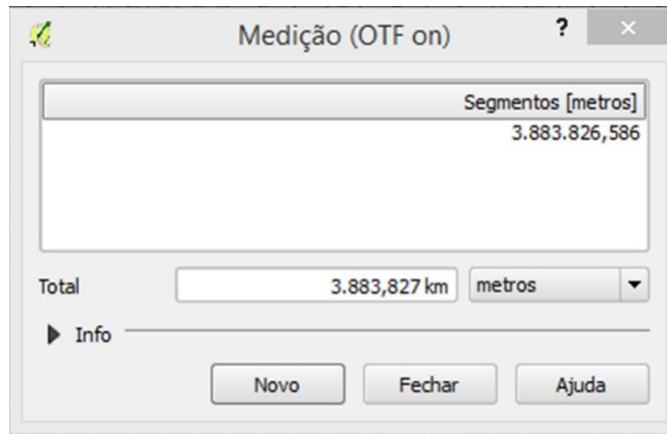 Medição (OTF on) ?
Segmentos [metros]
3.883.826,586
Total 3.883,827 km metros
Info
Novo Fechar Ajuda